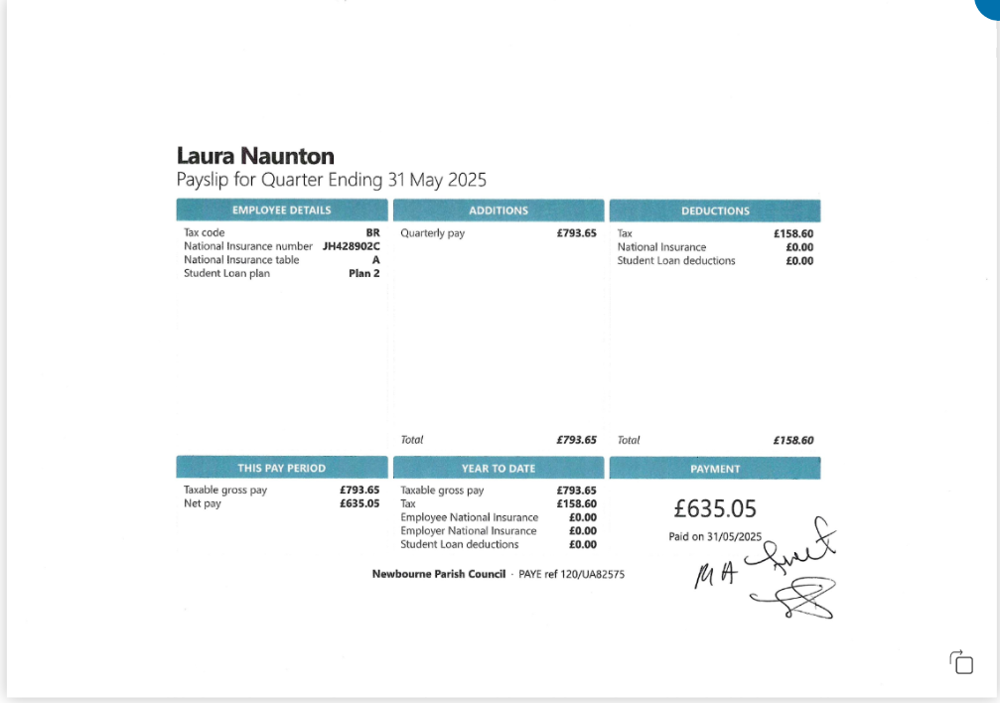 Laura Naunton
Payslip for Quarter Ending 31 May 2025
EMPLOYEE DETAILS
Tax code BR
National Insurance number JH428902C
National Insurance table A
Student Loan plan Plan 2
ADDITIONS
Quarterly pay £793.65
Total £793.65
DEDUCTIONS
Tax £158.60
National Insurance £0.00
Student Loan deductions £0.00
Total £158.60
THIS PAY PERIOD
Taxable gross pay £793.65
Net pay £635.05
YEAR TO DATE
Taxable gross pay £793.65
Tax £158.60
Employee National Insurance £0.00
Employer National Insurance £0.00
Student Loan deductions £0.00
PAYMENT
£635.05
Paid on 31/05/2025
Newbourne Parish Council · PAYE ref 120/UA82575